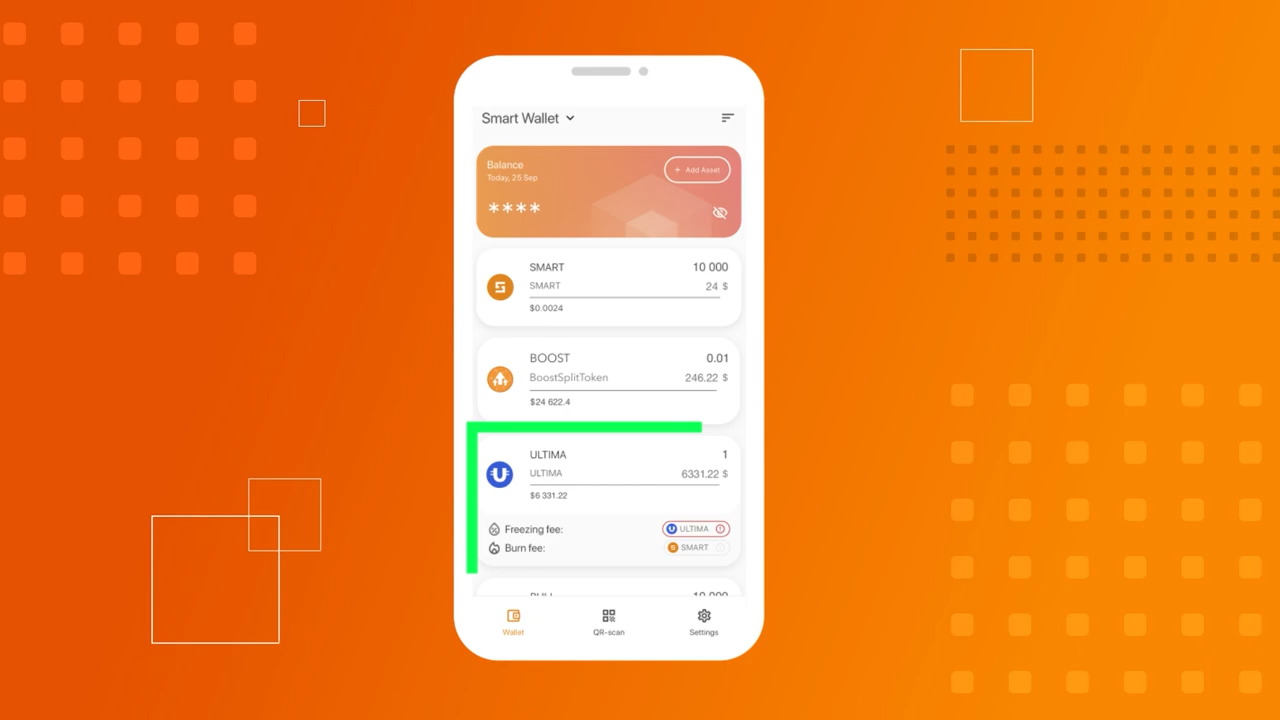 Smart Wallet
Balance
Today, 25 Sep
+ Add Asset
****
SMART 10 000
SMART 24 $
$0.0024
BOOST 0.01
BoostSplitToken 246.22 $
$24 622.4
ULTIMA 1
ULTIMA 6331.22 $
$6 331.22
Freezing fee: ULTIMA
Burn fee: SMART
Wallet QR-scan Settings